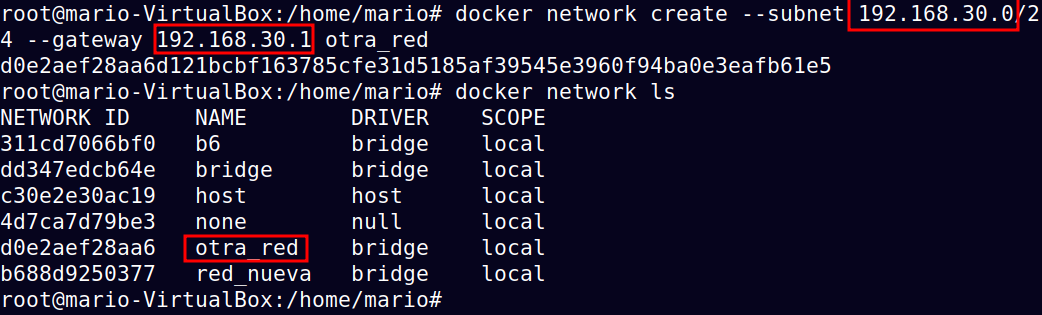 root@mario-VirtualBox:/home/mario# docker network create --subnet 192.168.30.0/2
4 --gateway 192.168.30.1 otra_red
d0e2aef28aa6d121bcbf163785cfe31d5185af39545e3960f94ba0e3eafb61e5
root@mario-VirtualBox:/home/mario# docker network ls
NETWORK ID     NAME        DRIVER    SCOPE
311cd7066bf0   b6          bridge    local
dd347edcb64e   bridge      bridge    local
c30e2e30ac19   host        host      local
4d7ca7d79be3   none        null      local
d0e2aef28aa6   otra_red    bridge    local
b688d9250377   red_nueva   bridge    local
root@mario-VirtualBox:/home/mario#